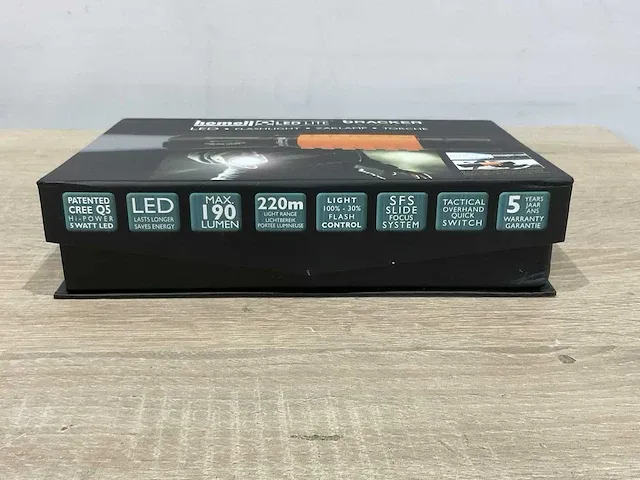 LED LITE CRACKER
LED • FLASHLIGHT • ZAKLAMP • TORCHE
PATENTED
CREE Q5
HI-POWER
5 WATT LED
LED
LASTS LONGER
SAVES ENERGY
MAX.
190
LUMEN
220m
LIGHT RANGE
LICHTBEREIK
PORTÉE LUMINEUSE
LIGHT
100% - 30%
FLASH
CONTROL
SFS
SLIDE
FOCUS
SYSTEM
TACTICAL
OVERHAND
QUICK
SWITCH
5 YEARS
JAAR
ANS
WARRANTY
GARANTIE